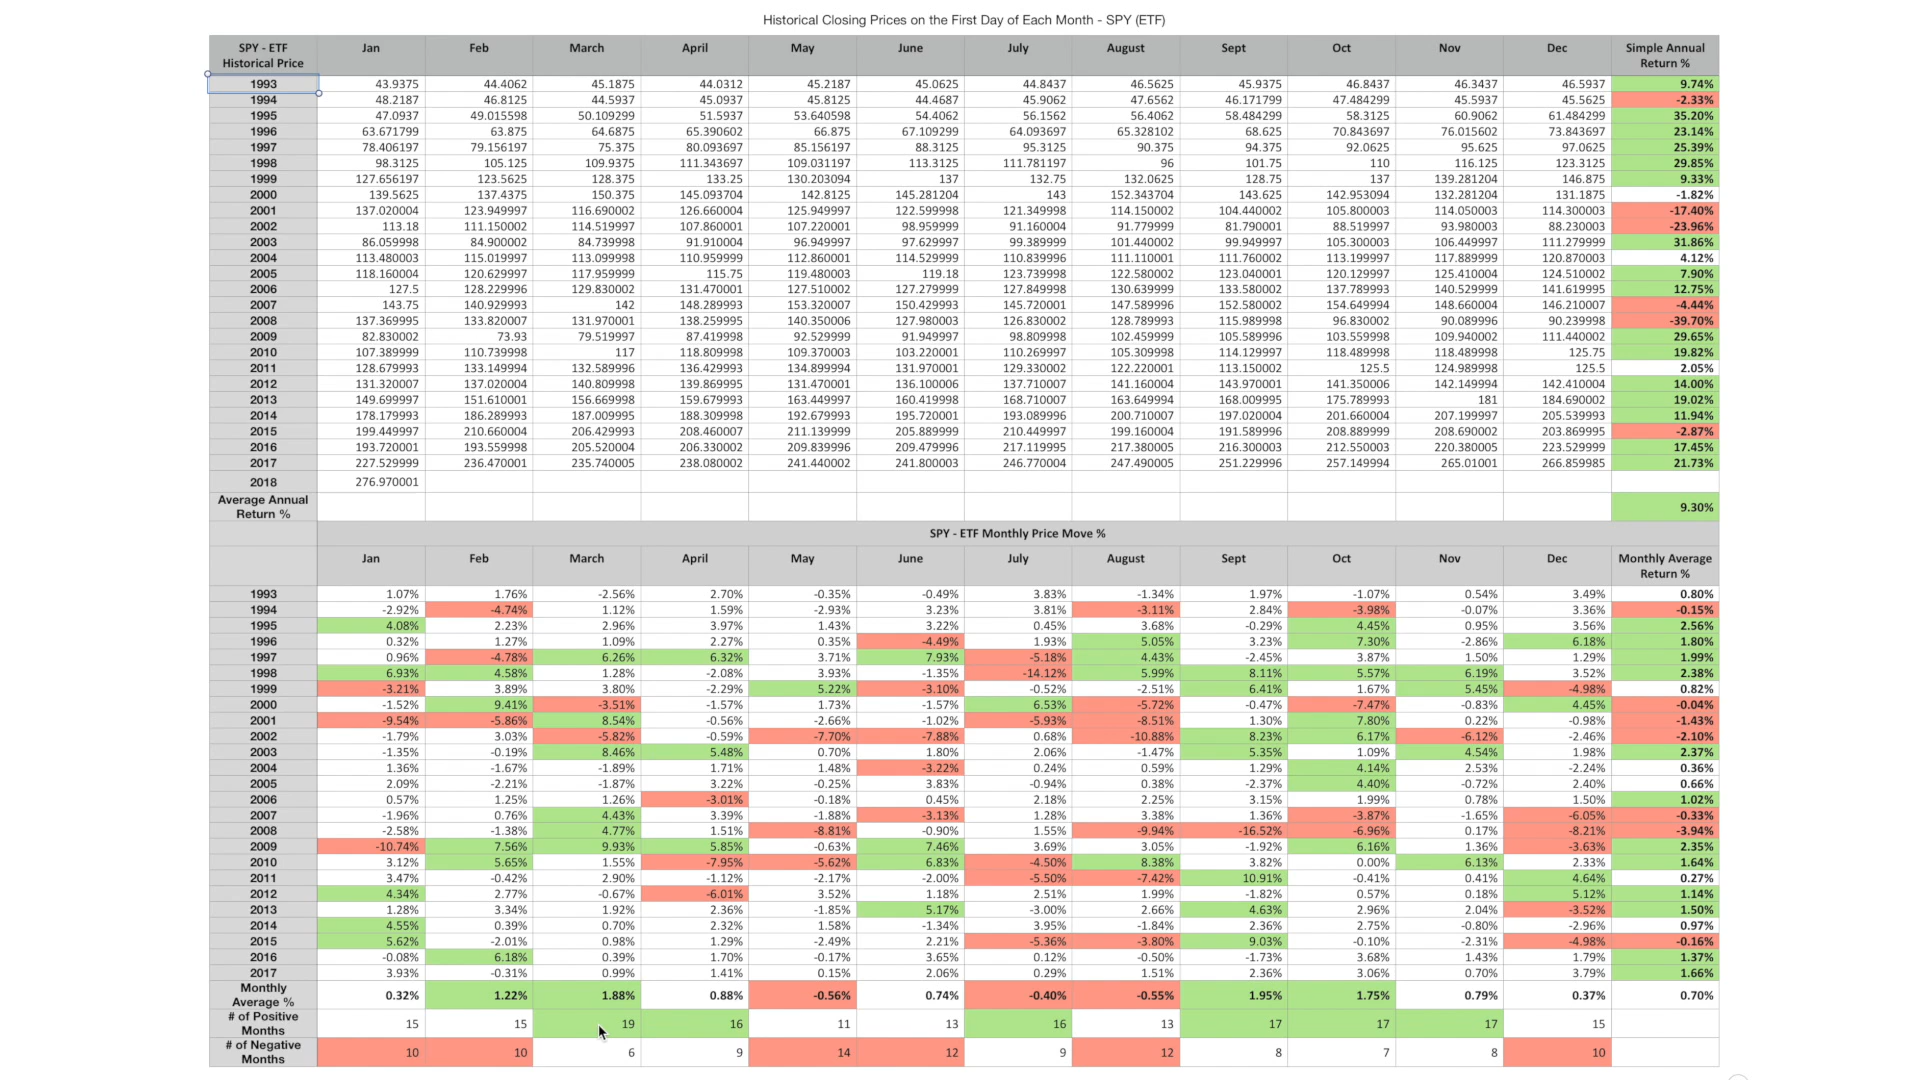 Historical Closing Prices on the First Day of Each Month - SPY (ETF)
SPY - ETF Historical Price Jan Feb March April May June July August Sept Oct Nov Dec Simple Annual Return %
1993 43.9375 44.4062 45.1875 44.0312 45.2187 45.0625 44.8437 46.5625 45.9375 46.8437 46.3437 46.5937 9.74%
1994 48.2187 46.8125 44.5937 45.0937 45.8125 44.4687 45.9062 47.6562 46.171799 47.484299 45.5937 45.5625 -2.33%
1995 47.0937 49.015598 50.109299 51.5937 53.640598 54.4062 56.1562 56.4062 58.484299 58.3125 60.9062 61.484299 35.20%
1996 63.671799 63.875 64.6875 65.390602 66.875 67.109299 64.093697 65.328102 68.625 70.843697 76.015602 73.843697 23.14%
1997 78.406197 79.156197 75.375 80.093697 85.156197 88.3125 95.3125 90.375 94.375 92.0625 95.625 97.0625 25.39%
1998 98.3125 105.125 109.9375 111.343697 109.031197 113.3125 111.781197 96 101.75 110 116.125 123.3125 29.85%
1999 127.656197 123.5625 128.375 133.25 130.203094 137 132.75 132.0625 128.75 137 139.281204 146.875 9.33%
2000 139.5625 137.4375 150.375 145.093704 142.8125 145.281204 143 152.343704 143.625 142.953094 132.281204 131.1875 -1.82%
2001 137.020004 123.949997 116.690002 126.660004 125.949997 122.599998 121.349998 114.150002 104.440002 105.800003 114.050003 114.300003 -17.40%
2002 113.18 111.150002 114.519997 107.860001 107.220001 98.959999 91.160004 91.779999 81.790001 88.519997 93.980003 88.230003 -23.96%
2003 86.059998 84.900002 84.739998 91.910004 96.949997 97.629997 99.389999 101.440002 99.949997 105.300003 106.449997 111.279999 31.86%
2004 113.480003 115.019997 113.099998 110.959999 112.860001 114.529999 110.839996 111.110001 111.760002 113.199997 117.889999 120.870003 4.12%
2005 118.160004 120.629997 117.959999 115.75 119.480003 119.18 123.739998 122.580002 123.040001 120.129997 125.410004 124.510002 7.90%
2006 127.5 128.229996 129.830002 131.470001 127.510002 127.279999 127.849998 130.639999 133.580002 137.789993 140.529999 141.619995 12.75%
2007 143.75 140.929993 142 148.289993 153.320007 150.429993 145.720001 147.589996 152.580002 154.649994 148.660004 146.210007 -4.44%
2008 137.369995 133.820007 131.970001 138.259995 140.350006 127.980003 126.830002 128.789993 115.989998 96.830002 90.089996 90.239998 -39.70%
2009 82.830002 73.93 79.519997 87.419998 92.529999 91.949997 98.809998 102.459999 105.589996 103.559998 109.940002 111.440002 29.65%
2010 107.389999 110.739998 117 118.809998 109.370003 103.220001 110.269997 105.309998 114.129997 118.489998 118.489998 125.75 19.82%
2011 128.679993 133.149994 132.589996 136.429993 134.899994 131.970001 129.330002 122.220001 113.150002 125.5 124.989998 125.5 2.05%
2012 131.320007 137.020004 140.809998 139.869995 131.470001 136.100006 137.710007 141.160004 143.970001 141.350006 142.149994 142.410004 14.00%
2013 149.699997 151.610001 156.669998 159.679993 163.449997 160.419998 168.710007 163.649994 168.009995 175.789993 181 184.690002 19.02%
2014 178.179993 186.289993 187.009995 188.309998 192.679993 195.720001 193.089996 200.710007 197.020004 201.660004 207.199997 205.539993 11.94%
2015 199.449997 210.660004 206.429993 208.460007 211.139999 205.889999 210.449997 199.160004 191.589996 208.889999 208.690002 203.869995 -2.87%
2016 193.720001 193.559998 205.520004 206.330002 209.839996 209.479996 217.119995 217.380005 216.300003 212.550003 220.380005 223.529999 17.45%
2017 227.529999 236.470001 235.740005 238.080002 241.440002 241.800003 246.770004 247.490005 251.229996 257.149994 265.01001 266.859985 21.73%
2018 276.970001
Average Annual Return % 9.30%
SPY - ETF Monthly Price Move %
Jan Feb March April May June July August Sept Oct Nov Dec Monthly Average Return %
1993 1.07% 1.76% -2.56% 2.70% -0.35% -0.49% 3.83% -1.34% 1.97% -1.07% 0.54% 3.49% 0.80%
1994 -2.92% -4.74% 1.12% 1.59% -2.93% 3.23% 3.81% -3.11% 2.84% -3.98% -0.07% 3.36% -0.15%
1995 4.08% 2.23% 2.96% 3.97% 1.43% 3.22% 0.45% 3.68% -0.29% 4.45% 0.95% 3.56% 2.56%
1996 0.32% 1.27% 1.09% 2.27% 0.35% -4.49% 1.93% 5.05% 3.23% 7.30% -2.86% 6.18% 1.80%
1997 0.96% -4.78% 6.26% 6.32% 3.71% 7.93% -5.18% 4.43% -2.45% 3.87% 1.50% 1.29% 1.99%
1998 6.93% 4.58% 1.28% -2.08% 3.93% -1.35% -14.12% 5.99% 8.11% 5.57% 6.19% 3.52% 2.38%
1999 -3.21% 3.89% 3.80% -2.29% 5.22% -3.10% -0.52% -2.51% 6.41% 1.67% 5.45% -4.98% 0.82%
2000 -1.52% 9.41% -3.51% -1.57% 1.73% -1.57% 6.53% -5.72% -0.47% -7.47% -0.83% 4.45% -0.04%
2001 -9.54% -5.86% 8.54% -0.56% -2.66% -1.02% -5.93% -8.51% 1.30% 7.80% 0.22% -0.98% -1.43%
2002 -1.79% 3.03% -5.82% -0.59% -7.70% -7.88% 0.68% -10.88% 8.23% 6.17% -6.12% -2.46% -2.10%
2003 -1.35% -0.19% 8.46% 5.48% 0.70% 1.80% 2.06% -1.47% 5.35% 1.09% 4.54% 1.98% 2.37%
2004 1.36% -1.67% -1.89% 1.71% 1.48% -3.22% 0.24% 0.59% 1.29% 4.14% 2.53% -2.24% 0.36%
2005 2.09% -2.21% -1.87% 3.22% -0.25% 3.83% -0.94% 0.38% -2.37% 4.40% -0.72% 2.40% 0.66%
2006 0.57% 1.25% 1.26% -3.01% -0.18% 0.45% 2.18% 2.25% 3.15% 1.99% 0.78% 1.50% 1.02%
2007 -1.96% 0.76% 4.43% 3.39% -1.88% -3.13% 1.28% 3.38% 1.36% -3.87% -1.65% -6.05% -0.33%
2008 -2.58% -1.38% 4.77% 1.51% -8.81% -0.90% 1.55% -9.94% -16.52% -6.96% 0.17% -8.21% -3.94%
2009 -10.74% 7.56% 9.93% 5.85% -0.63% 7.46% 3.69% 3.05% -1.92% 6.16% 1.36% -3.63% 2.35%
2010 3.12% 5.65% 1.55% -7.95% -5.62% 6.83% -4.50% 8.38% 3.82% 0.00% 6.13% 2.33% 1.64%
2011 3.47% -0.42% 2.90% -1.12% -2.17% -2.00% -5.50% -7.42% 10.91% -0.41% 0.41% 4.64% 0.27%
2012 4.34% 2.77% -0.67% -6.01% 3.52% 1.18% 2.51% 1.99% -1.82% 0.57% 0.18% 5.12% 1.14%
2013 1.28% 3.34% 1.92% 2.36% -1.85% 5.17% -3.00% 2.66% 4.63% 2.96% 2.04% -3.52% 1.50%
2014 4.55% 0.39% 0.70% 2.32% 1.58% -1.34% 3.95% -1.84% 2.36% 2.75% -0.80% -2.96% 0.97%
2015 5.62% -2.01% 0.98% 1.29% -2.49% 2.21% -5.36% -3.80% 9.03% -0.10% -2.31% -4.98% -0.16%
2016 -0.08% 6.18% 0.39% 1.70% -0.17% 3.65% 0.12% -0.50% -1.73% 3.68% 1.43% 1.79% 1.37%
2017 3.93% -0.31% 0.99% 1.41% 0.15% 2.06% 0.29% 1.51% 2.36% 3.06% 0.70% 3.79% 1.66%
Monthly Average % 0.32% 1.22% 1.88% 0.88% -0.56% 0.74% -0.40% -0.55% 1.95% 1.75% 0.79% 0.37% 0.70%
# of Positive Months 15 15 19 16 11 13 16 13 17 17 17 15
# of Negative Months 10 10 6 9 14 12 9 12 8 7 8 10